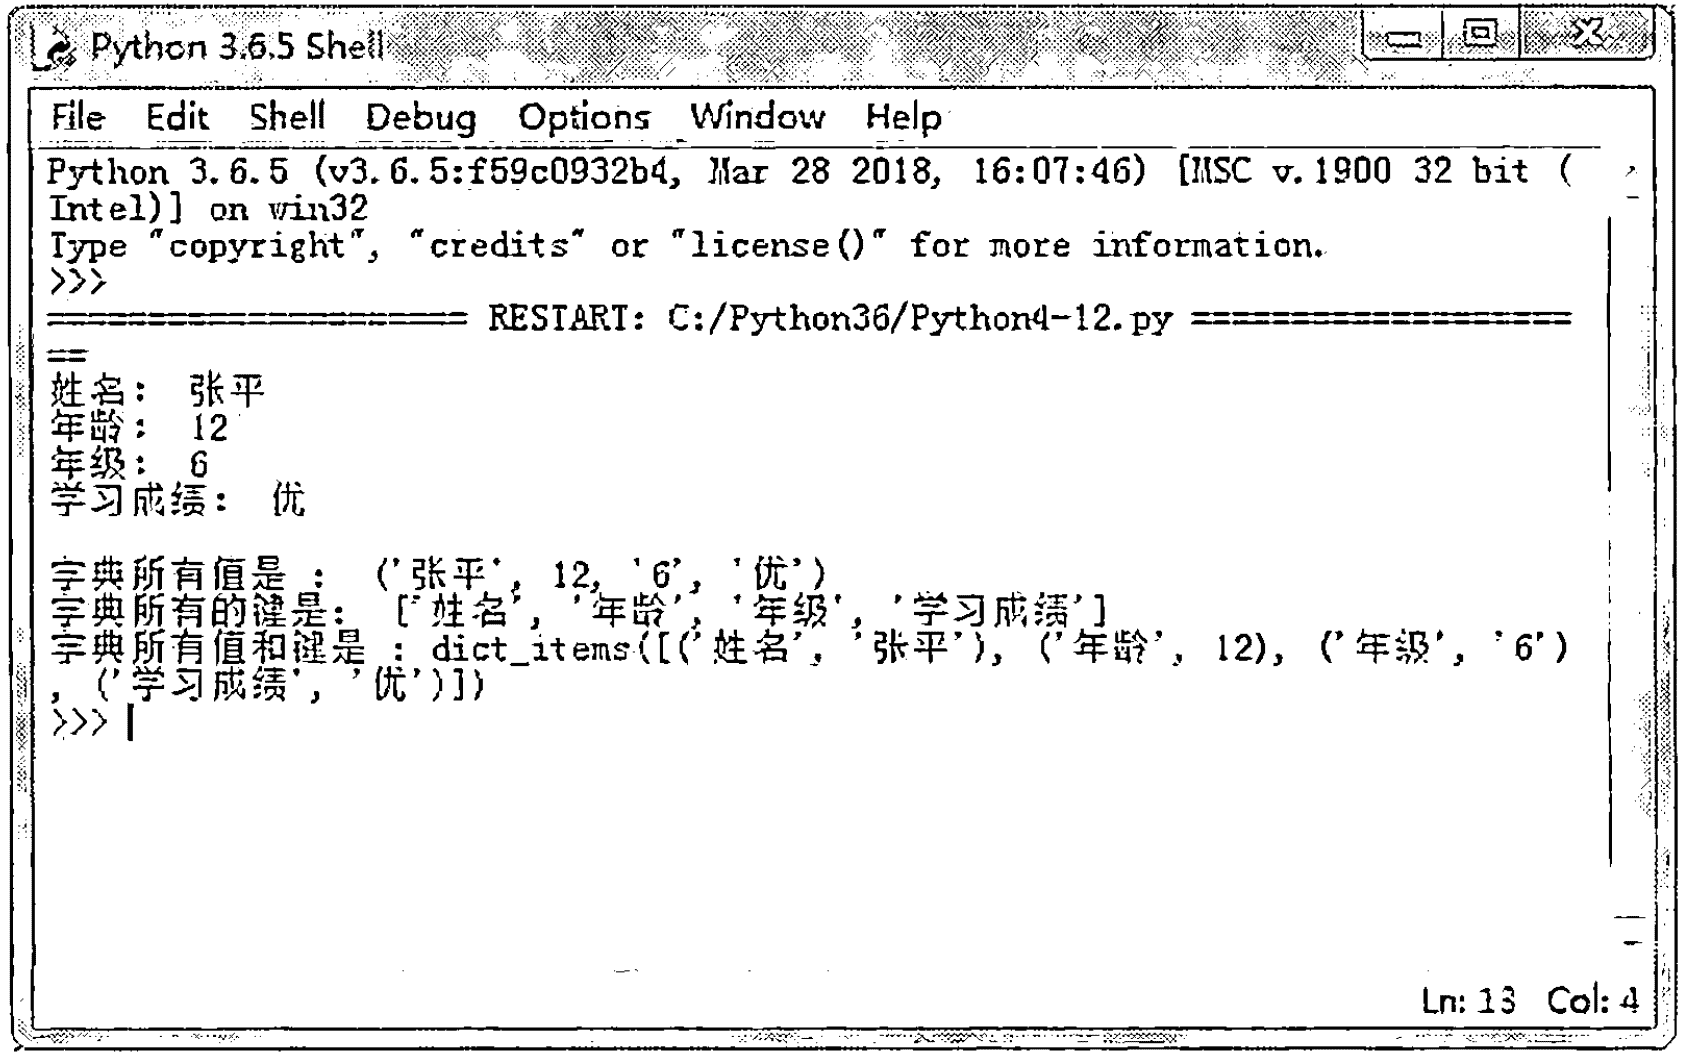 Python 3.6.5 Shell
File Edit Shell Debug Options Window Help
Python 3.6.5 (v3.6.5:f59c0932b4, Mar 28 2018, 16:07:46) [MSC v.1900 32 bit (
Intel)] on win32
Type "copyright", "credits" or "license()" for more information.
>>>
===================== RESTART: C:/Python36/Python4-12.py ===================
==
姓名： 张平
年龄： 12
年级： 6
学习成绩： 优
字典所有值是 ： ('张平', 12, '6', '优')
字典所有的键是： ['姓名', '年龄', '年级', '学习成绩']
字典所有值和键是 ：dict_items([('姓名', '张平'), ('年龄', 12), ('年级', '6')
, ('学习成绩', '优')])
>>>
Ln: 13 Col: 4